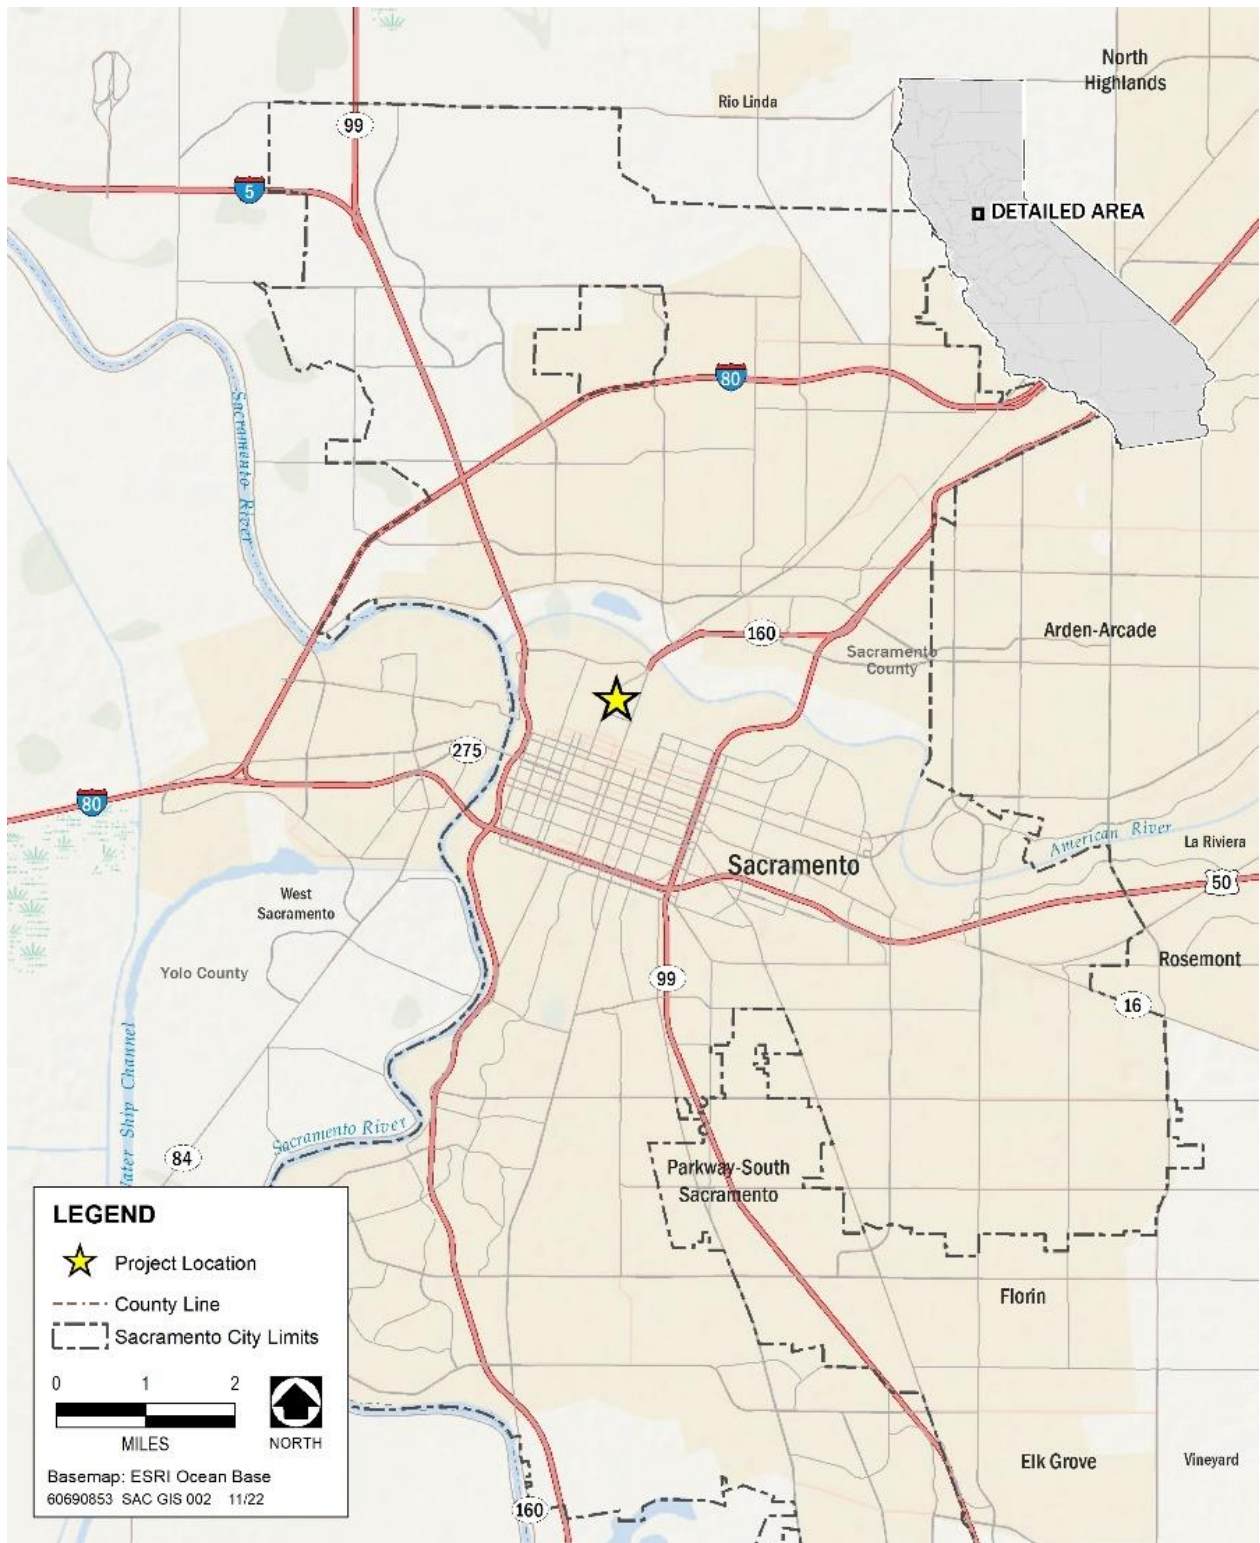 North
Highlands
Rio Linda
99
5
DETAILED AREA
80
Sacramento River
160
Arden-Arcade
Sacramento
County
275
80
American River
La Riviera
Sacramento
50
West
Sacramento
Yolo County
Rosemont
99
16
Water Ship Channel
Sacramento River
84
Parkway-South
Sacramento
LEGEND
Project Location
County Line
Sacramento City Limits
0 1 2
MILES
NORTH
Basemap: ESRI Ocean Base
60690853 SAC GIS 002 11/22
Florin
Elk Grove
Vineyard
160